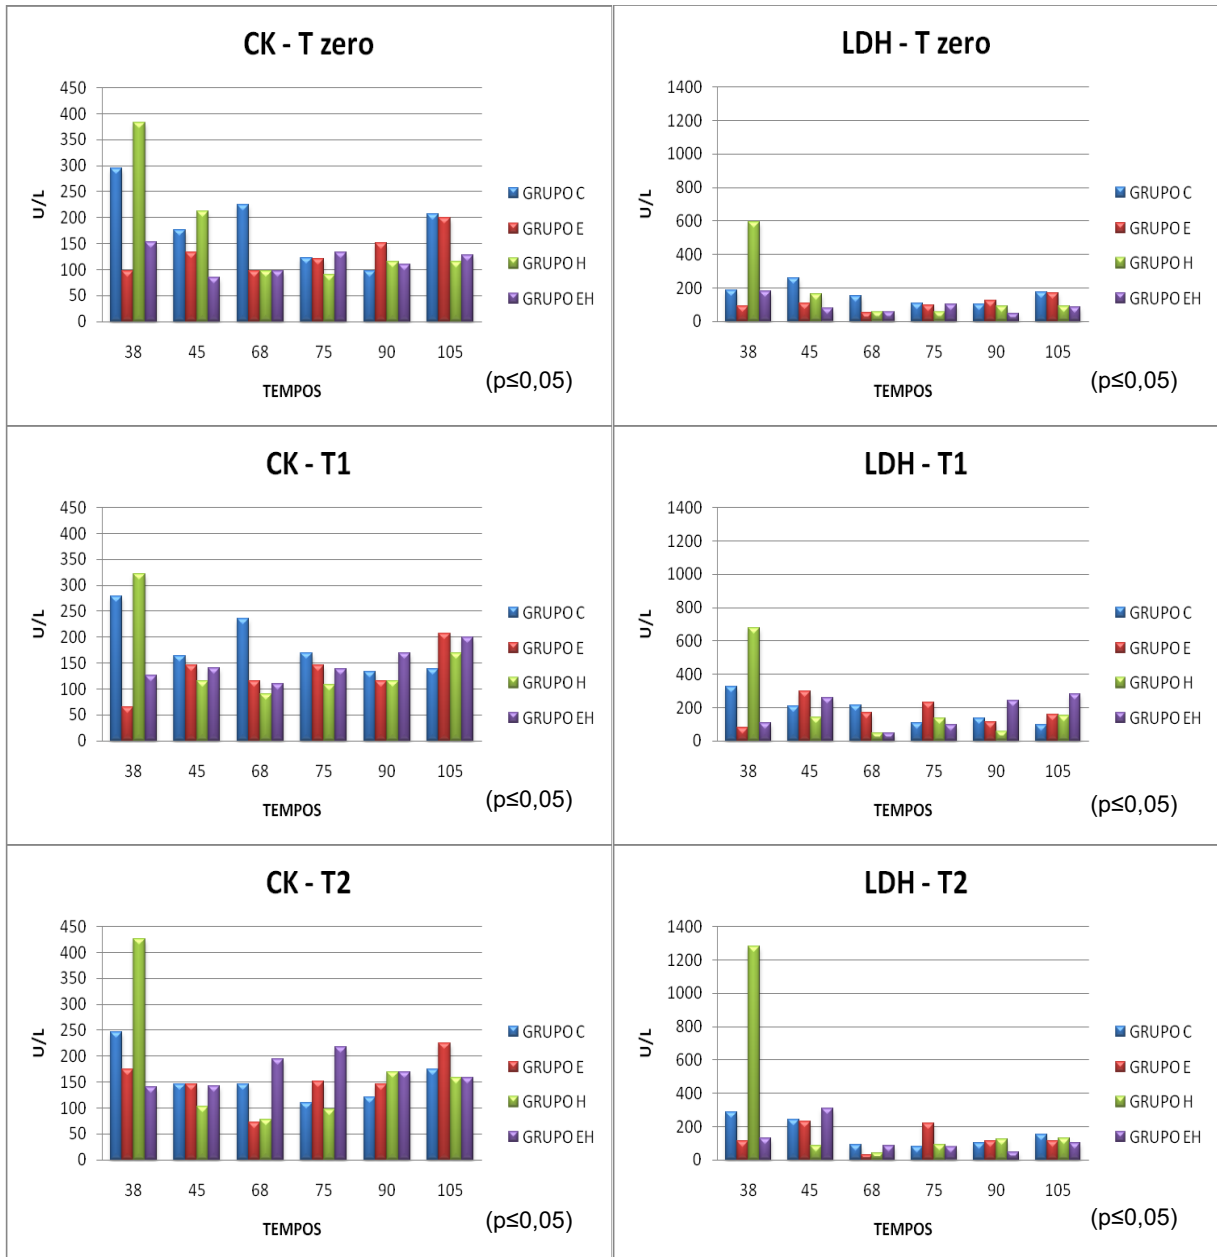 CK - T zero
450
400
350
300
250
200
150
100
50
0
U/L
38 45 68 75 90 105
TEMPOS
(p≤0,05)
GRUPO C
GRUPO E
GRUPO H
GRUPO EH
LDH - T zero
1400
1200
1000
800
600
400
200
0
U/L
38 45 68 75 90 105
TEMPOS
(p≤0,05)
GRUPO C
GRUPO E
GRUPO H
GRUPO EH
CK - T1
450
400
350
300
250
200
150
100
50
0
U/L
38 45 68 75 90 105
TEMPOS
(p≤0,05)
GRUPO C
GRUPO E
GRUPO H
GRUPO EH
LDH - T1
1400
1200
1000
800
600
400
200
0
U/L
38 45 68 75 90 105
TEMPOS
(p≤0,05)
GRUPO C
GRUPO E
GRUPO H
GRUPO EH
CK - T2
450
400
350
300
250
200
150
100
50
0
U/L
38 45 68 75 90 105
TEMPOS
(p≤0,05)
GRUPO C
GRUPO E
GRUPO H
GRUPO EH
LDH - T2
1400
1200
1000
800
600
400
200
0
U/L
38 45 68 75 90 105
TEMPOS
(p≤0,05)
GRUPO C
GRUPO E
GRUPO H
GRUPO EH